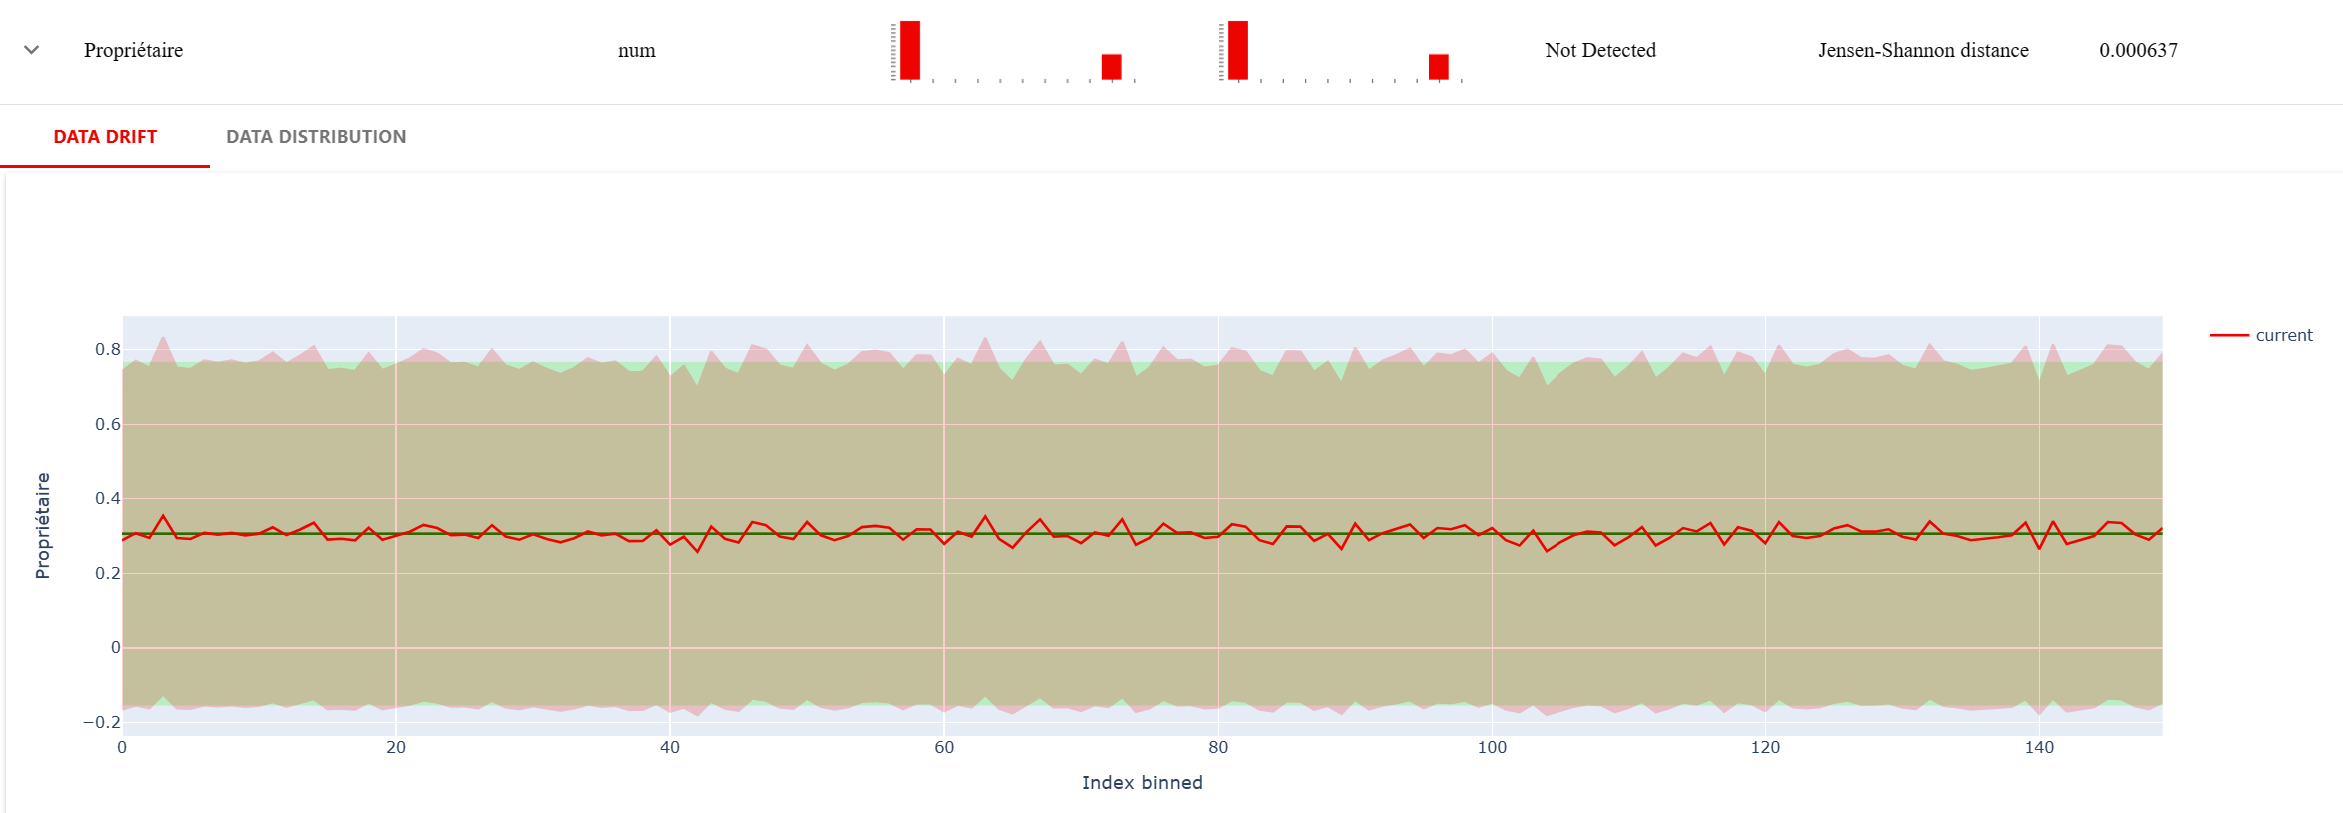 Propriétaire num Not Detected Jensen-Shannon distance 0.000637
DATA DRIFT DATA DISTRIBUTION
current
0.8
0.6
0.4
0.2
0
−0.2
Propriétaire
0 20 40 60 80 100 120 140
Index binned